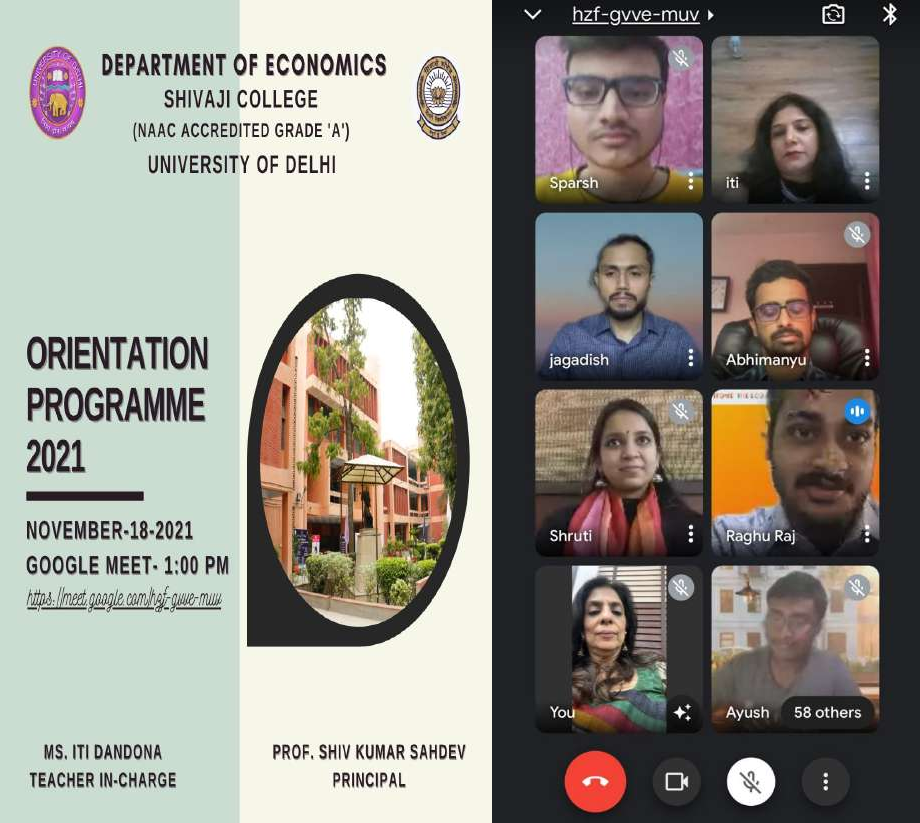 DEPARTMENT OF ECONOMICS
SHIVAJI COLLEGE
(NAAC ACCREDITED GRADE 'A')
UNIVERSITY OF DELHI
ORIENTATION
PROGRAMME
2021
NOVEMBER-18-2021
GOOGLE MEET- 1:00 PM
https://meet.google.com/hzf-gvve-muv
MS. ITI DANDONA
TEACHER IN-CHARGE
PROF. SHIV KUMAR SAHDEV
PRINCIPAL
hzf-gvve-muv
Sparsh
iti
jagadish
Abhimanyu
Shruti
Raghu Raj
You
Ayush
58 others